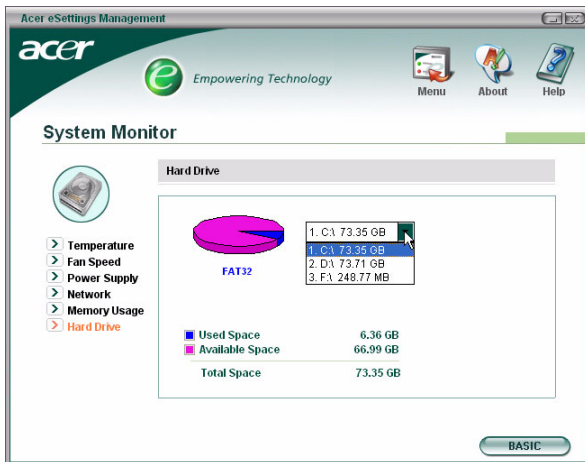 Acer eSettings Management
acer
e Empowering Technology
Menu About Help
System Monitor
Hard Drive
Temperature
Fan Speed
Power Supply
Network
Memory Usage
Hard Drive
FAT32
1. C:\ 73.35 GB
1. C:\ 73.35 GB
2. D:\ 73.71 GB
3. F:\ 248.77 MB
Used Space 6.36 GB
Available Space 66.99 GB
Total Space 73.35 GB
BASIC